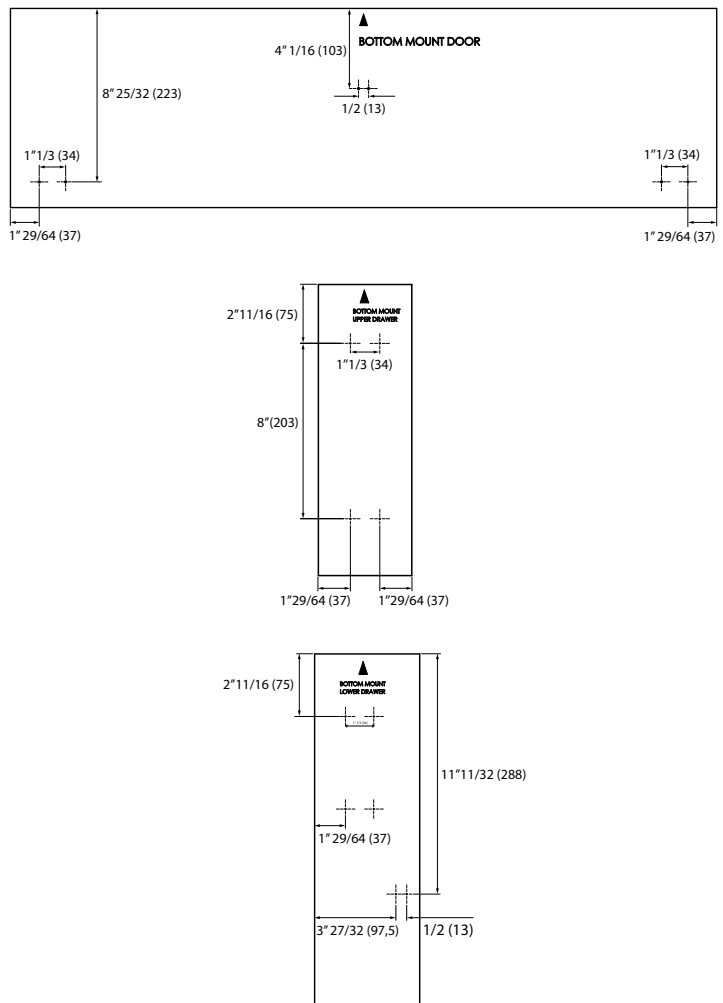 BOTTOM MOUNT DOOR
4" 1/16 (103)
8" 25/32 (223)
1/2 (13)
1"1/3 (34)
1"1/3 (34)
1" 29/64 (37)
1" 29/64 (37)
2"11/16 (75)
BOTTOM MOUNT
UPPER DRAWER
1"1/3 (34)
8"(203)
1"29/64 (37)
1"29/64 (37)
2"11/16 (75)
BOTTOM MOUNT
LOWER DRAWER
11"11/32 (288)
1" 29/64 (37)
3" 27/32 (97,5)
1/2 (13)